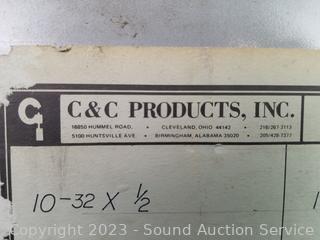 C&C PRODUCTS, INC.
16850 HUMMEL ROAD, • CLEVELAND, OHIO 44142 • 216/267-3113
5100 HUNTSVILLE AVE. • BIRMINGHAM, ALABAMA 35020 • 205/428-7377
10-32 X 1/2
Copyright 2023 - Sound Auction Service